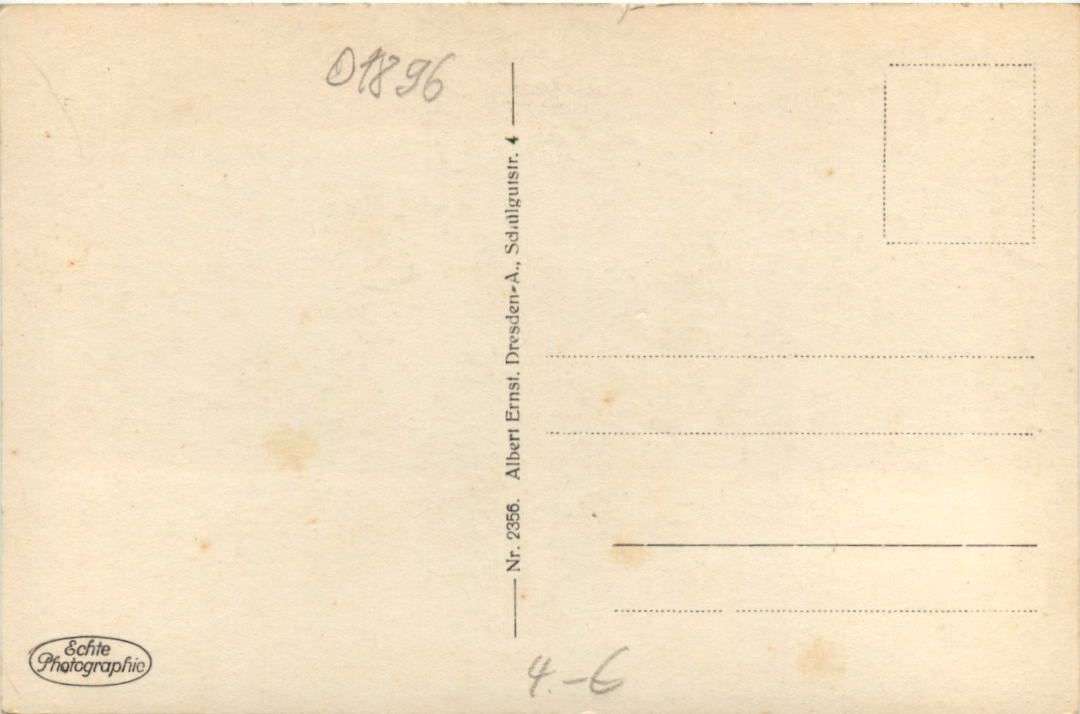 01896
Nr. 2356. Albert Ernst. Dresden-A., Schulgutstr. 4
Echte
Photographie
4.-6